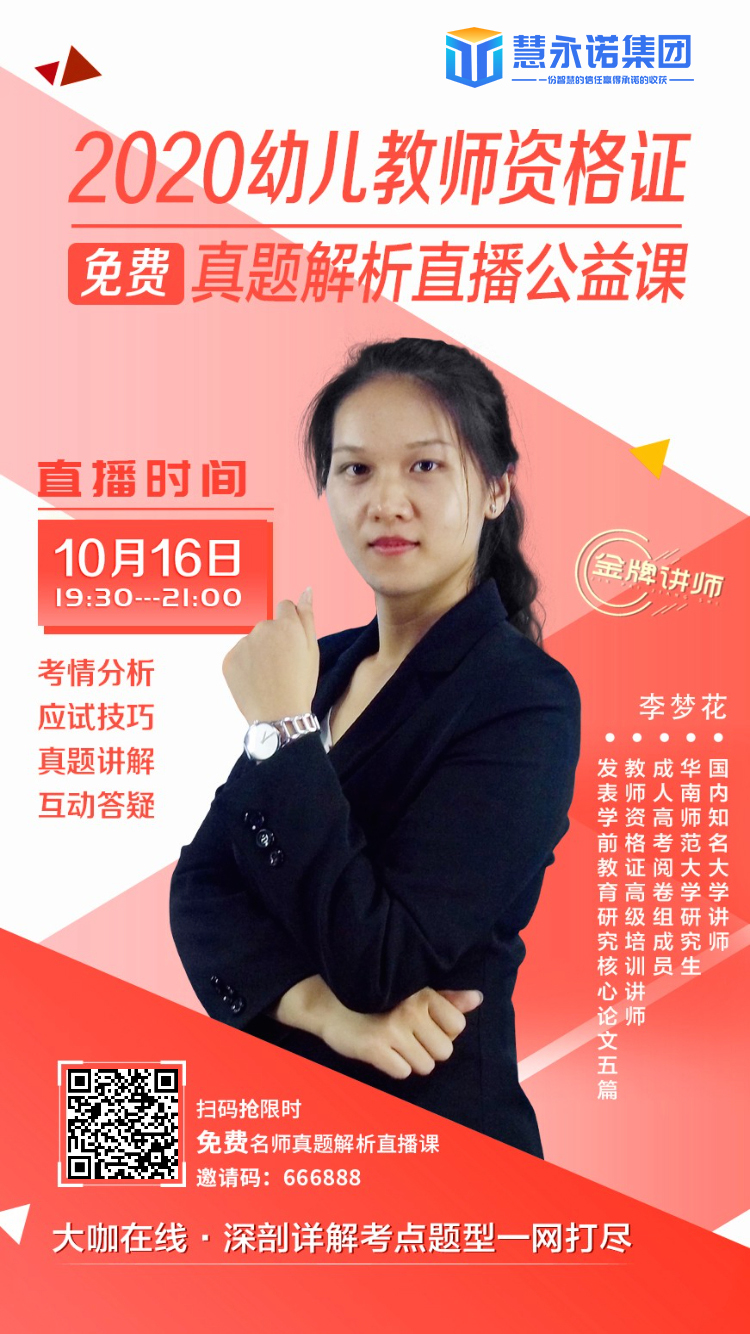 慧永诺集团
一份智慧的信任赢得承诺的收获
2020幼儿教师资格证
免费 真题解析直播公益课
直播时间
10月16日
19:30---21:00
考情分析
应试技巧
真题讲解
互动答疑
金牌讲师
李梦花
国内知名大学讲师
华南师范大学研究生
成人高考阅卷组成员
教师资格证高级培训讲师
发表学前教育研究核心论文五篇
扫码抢限时
免费名师真题解析直播课
邀请码：666888
大咖在线·深剖详解考点题型一网打尽